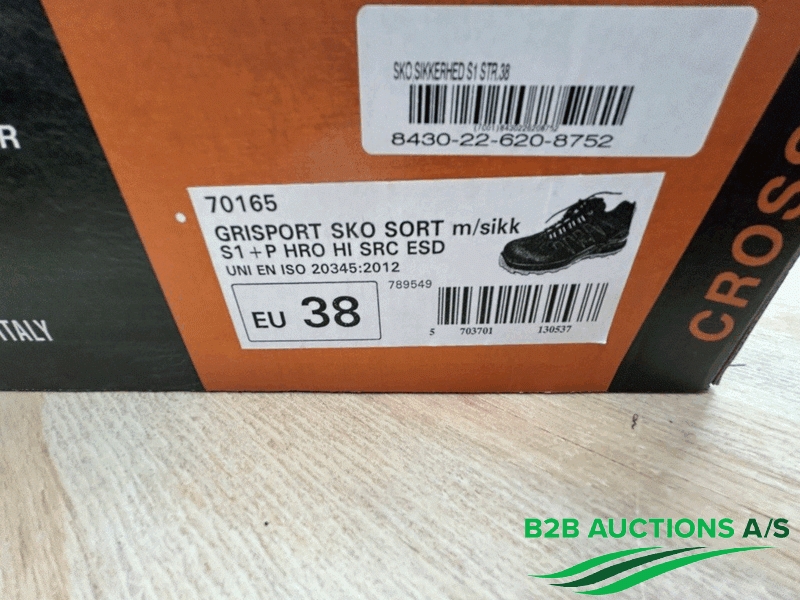 SKO.SIKKERHED S1 STR.38
8430-22-620-8752
70165
GRISPORT SKO SORT m/sikk
S1+P HRO HI SRC ESD
UNI EN ISO 20345:2012
789549
EU 38
5 703701 130537
R
ITALY
CROSS
B2B AUCTIONS A/S